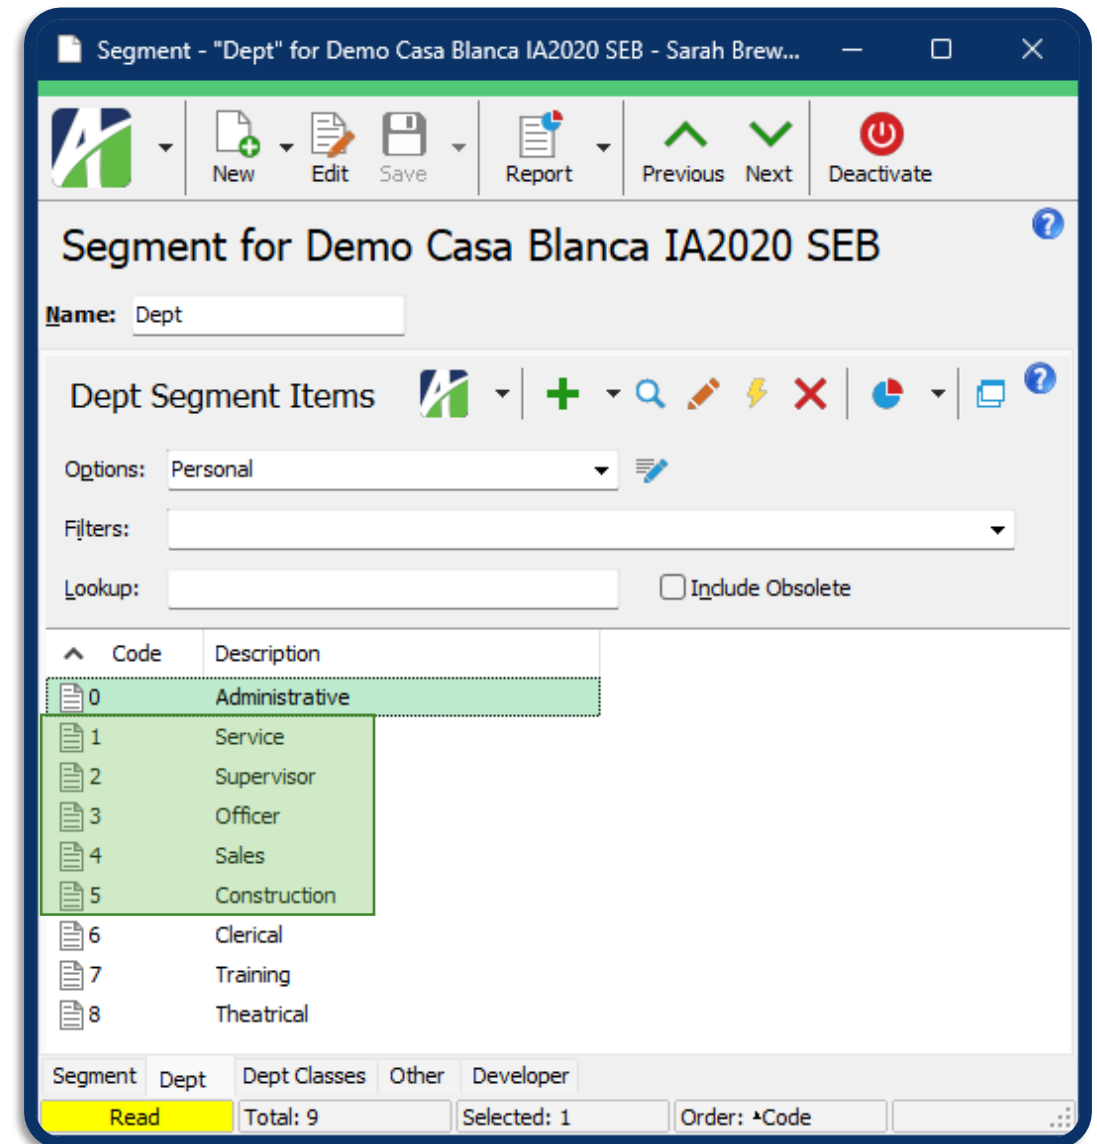 Segment - "Dept" for Demo Casa Blanca IA2020 SEB - Sarah Brew...
New Edit Save Report Previous Next Deactivate
Segment for Demo Casa Blanca IA2020 SEB
Name: Dept
Dept Segment Items
Options: Personal
Filters:
Lookup: Include Obsolete
Code Description
0 Administrative
1 Service
2 Supervisor
3 Officer
4 Sales
5 Construction
6 Clerical
7 Training
8 Theatrical
Segment Dept Dept Classes Other Developer
Read Total: 9 Selected: 1 Order: ▲Code